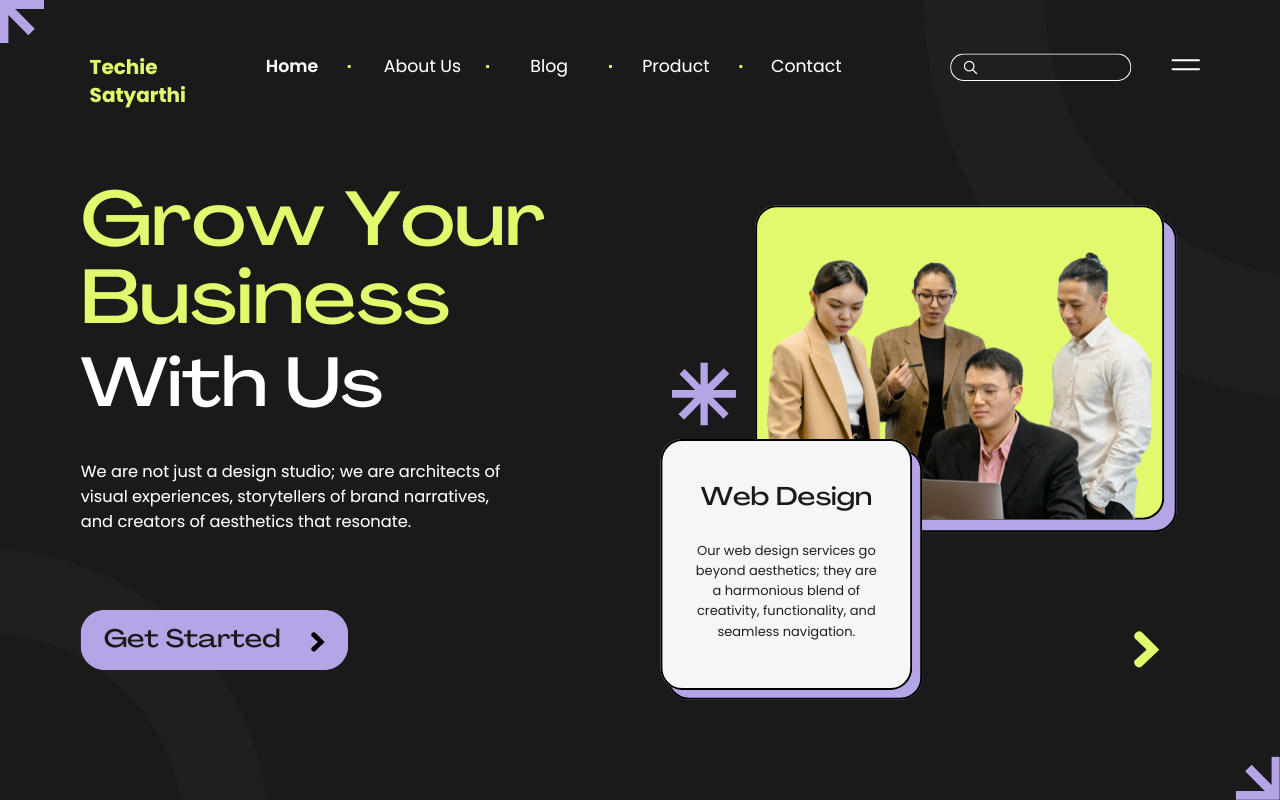 Techie
Satyarthi
Home · About Us · Blog · Product · Contact
Grow Your
Business
With Us
We are not just a design studio; we are architects of
visual experiences, storytellers of brand narratives,
and creators of aesthetics that resonate.
Get Started
Web Design
Our web design services go
beyond aesthetics; they are
a harmonious blend of
creativity, functionality, and
seamless navigation.